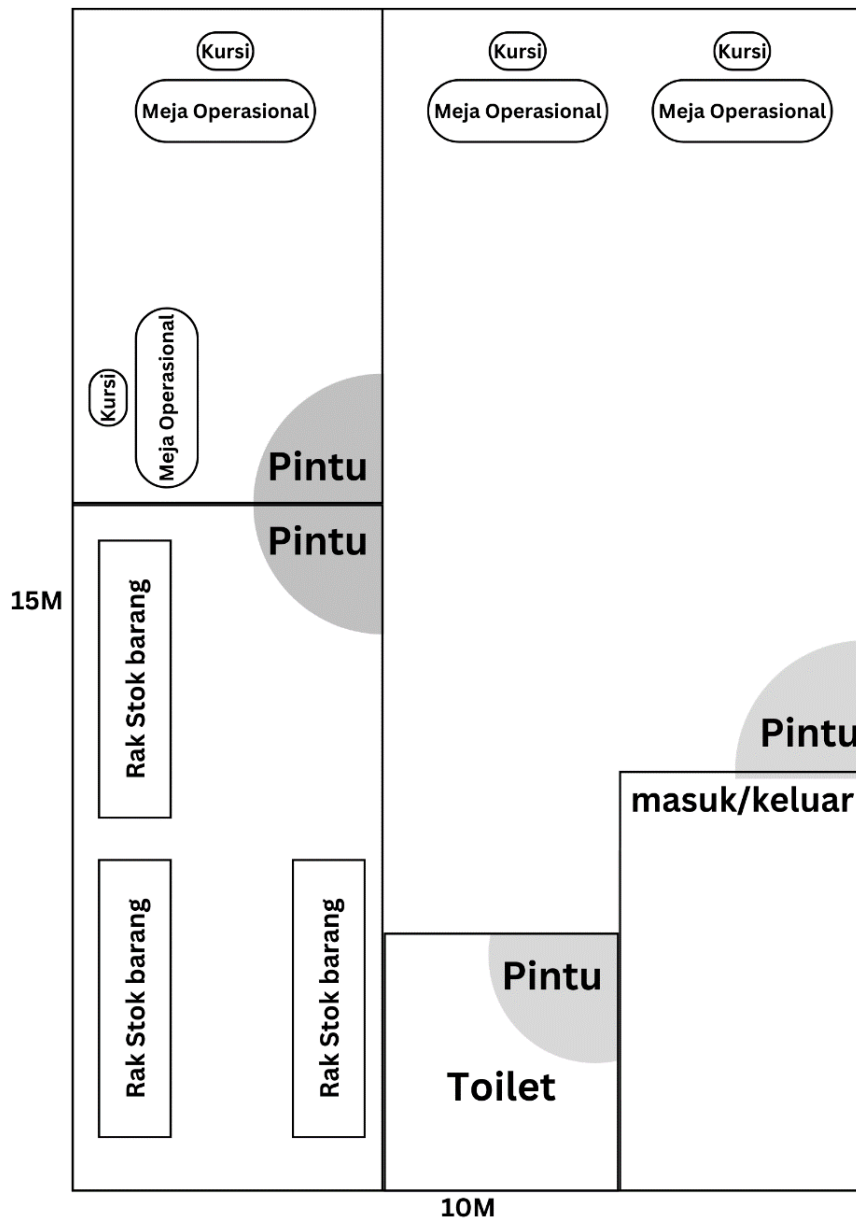 Kursi
Kursi
Kursi
Meja Operasional
Meja Operasional
Meja Operasional
Meja Operasional
Kursi
Pintu
Pintu
15M
Rak Stok barang
Pintu
masuk/keluar
Rak Stok barang
Rak Stok barang
Pintu
Toilet
10M